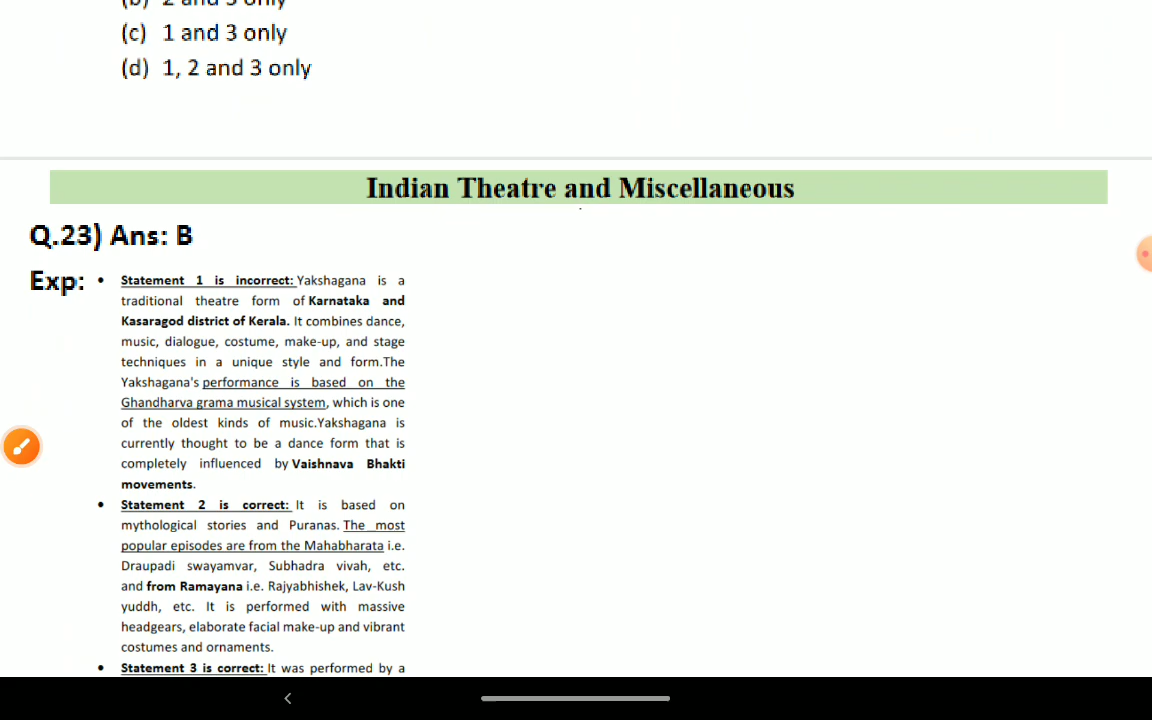 (b) 2 and 3 only
(c) 1 and 3 only
(d) 1, 2 and 3 only
Indian Theatre and Miscellaneous
Q.23) Ans: B
Exp: • Statement 1 is incorrect: Yakshagana is a
traditional theatre form of Karnataka and
Kasaragod district of Kerala. It combines dance,
music, dialogue, costume, make-up, and stage
techniques in a unique style and form.The
Yakshagana's performance is based on the
Ghandharva grama musical system, which is one
of the oldest kinds of music.Yakshagana is
currently thought to be a dance form that is
completely influenced by Vaishnava Bhakti
movements.
• Statement 2 is correct: It is based on
mythological stories and Puranas. The most
popular episodes are from the Mahabharata i.e.
Draupadi swayamvar, Subhadra vivah, etc.
and from Ramayana i.e. Rajyabhishek, Lav-Kush
yuddh, etc. It is performed with massive
headgears, elaborate facial make-up and vibrant
costumes and ornaments.
• Statement 3 is correct: It was performed by a